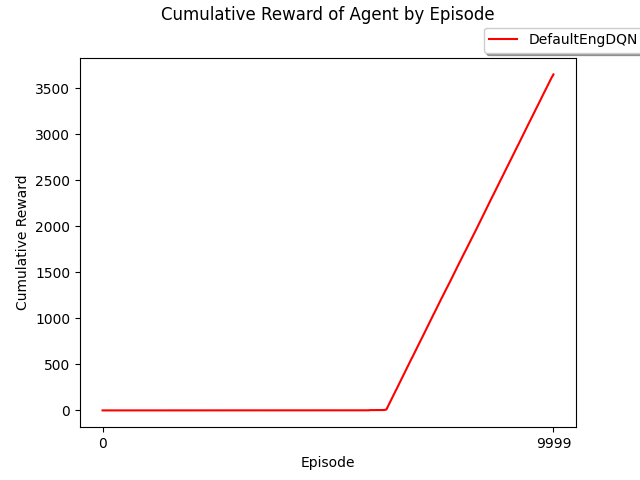 Cumulative Reward of Agent by Episode
DefaultEngDQN
3500
3000
2500
2000
1500
1000
500
0
Cumulative Reward
0
9999
Episode